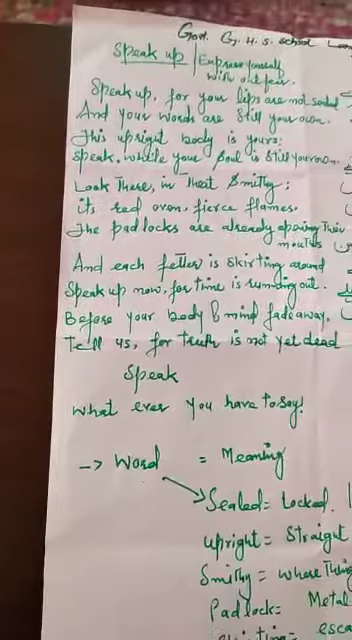 Govt. G. H. S. School
Speak up | Express yourself
with out fear.
Speak up, for your lips are not sealed
And your words are still your own.
This upright body is yours;
speak, while your soul is still your own.
Look There, in That Smithy;
its red oven, fierce flames.
The pad locks are already opening Their
mouths
And each fetter is skirting around
Speak up now, for time is running out.
Before your body & mind fade away,
Tell us, for truth is not yet dead
Speak
what ever you have to say!
-> Word = Meaning
Sealed = Locked.
upright = Straight
Smithy = where Thing
Padlock = Metal
esca